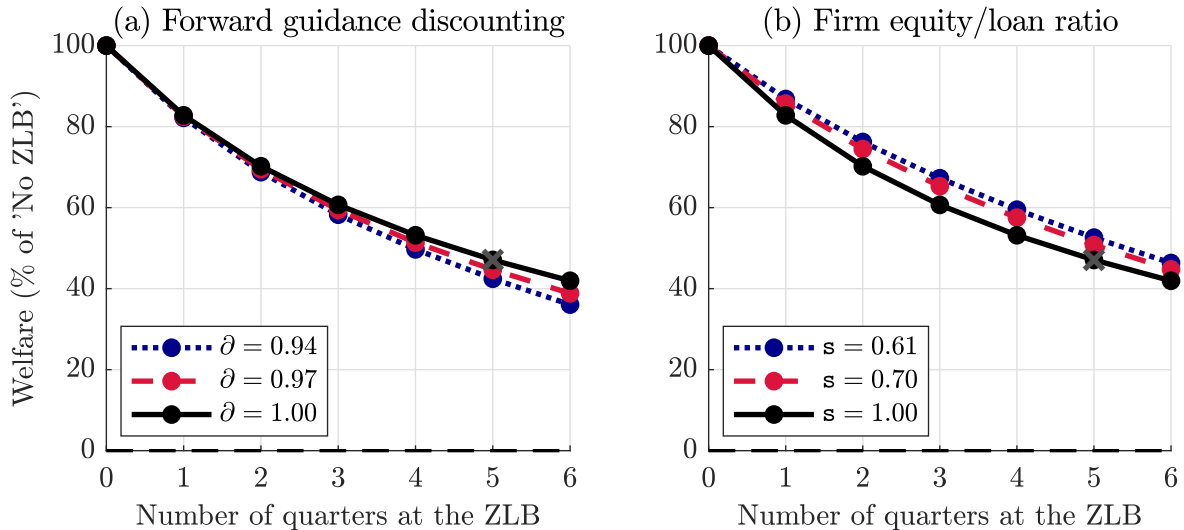 (a) Forward guidance discounting
Welfare (% of 'No ZLB')
100
80
60
40
20
0
∂ = 0.94
∂ = 0.97
∂ = 1.00
0 1 2 3 4 5 6
Number of quarters at the ZLB
(b) Firm equity/loan ratio
100
80
60
40
20
0
s = 0.61
s = 0.70
s = 1.00
0 1 2 3 4 5 6
Number of quarters at the ZLB